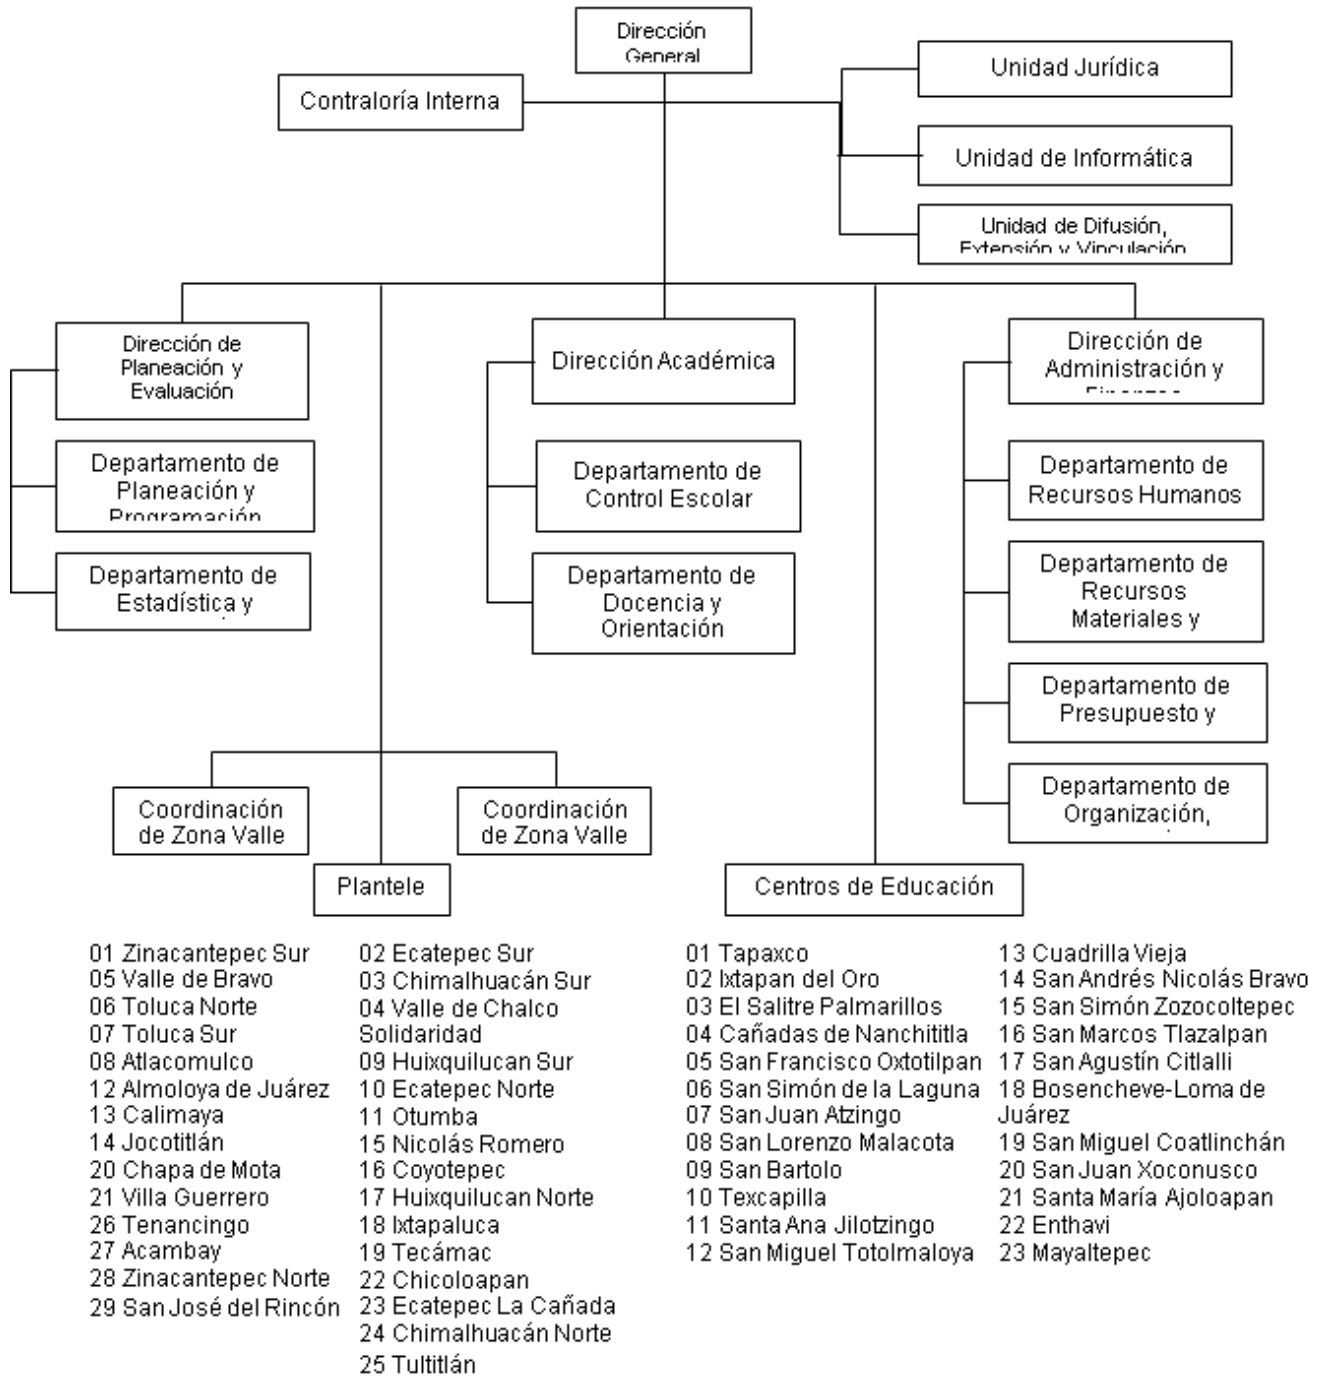 Dirección
General
Contraloría Interna
Unidad Jurídica
Unidad de Informática
Unidad de Difusión,
Extensión y Vinculación
Dirección de
Planeación y
Evaluación
Departamento de
Planeación y
Programación
Departamento de
Estadística y
Dirección Académica
Departamento de
Control Escolar
Departamento de
Docencia y
Orientación
Dirección de
Administración y
Departamento de
Recursos Humanos
Departamento de
Recursos
Materiales y
Departamento de
Presupuesto y
Departamento de
Organización,
Coordinación
de Zona Valle
Coordinación
de Zona Valle
Plantele
Centros de Educación
01 Zinacantepec Sur
05 Valle de Bravo
06 Toluca Norte
07 Toluca Sur
08 Atlacomulco
12 Almoloya de Juárez
13 Calimaya
14 Jocotitlán
20 Chapa de Mota
21 Villa Guerrero
26 Tenancingo
27 Acambay
28 Zinacantepec Norte
29 San José del Rincón
02 Ecatepec Sur
03 Chimalhuacán Sur
04 Valle de Chalco
Solidaridad
09 Huixquilucan Sur
10 Ecatepec Norte
11 Otumba
15 Nicolás Romero
16 Coyotepec
17 Huixquilucan Norte
18 Ixtapaluca
19 Tecámac
22 Chicoloapan
23 Ecatepec La Cañada
24 Chimalhuacán Norte
25 Tultitlán
01 Tapaxco
02 Ixtapan del Oro
03 El Salitre Palmarillos
04 Cañadas de Nanchititla
05 San Francisco Oxtotilpan
06 San Simón de la Laguna
07 San Juan Atzingo
08 San Lorenzo Malacota
09 San Bartolo
10 Texcapilla
11 Santa Ana Jilotzingo
12 San Miguel Totolmaloya
13 Cuadrilla Vieja
14 San Andrés Nicolás Bravo
15 San Simón Zozocoltepec
16 San Marcos Tlazalpan
17 San Agustín Citlalli
18 Bosencheve-Loma de
Juárez
19 San Miguel Coatlinchán
20 San Juan Xoconusco
21 Santa María Ajoloapan
22 Enthavi
23 Mayaltepec